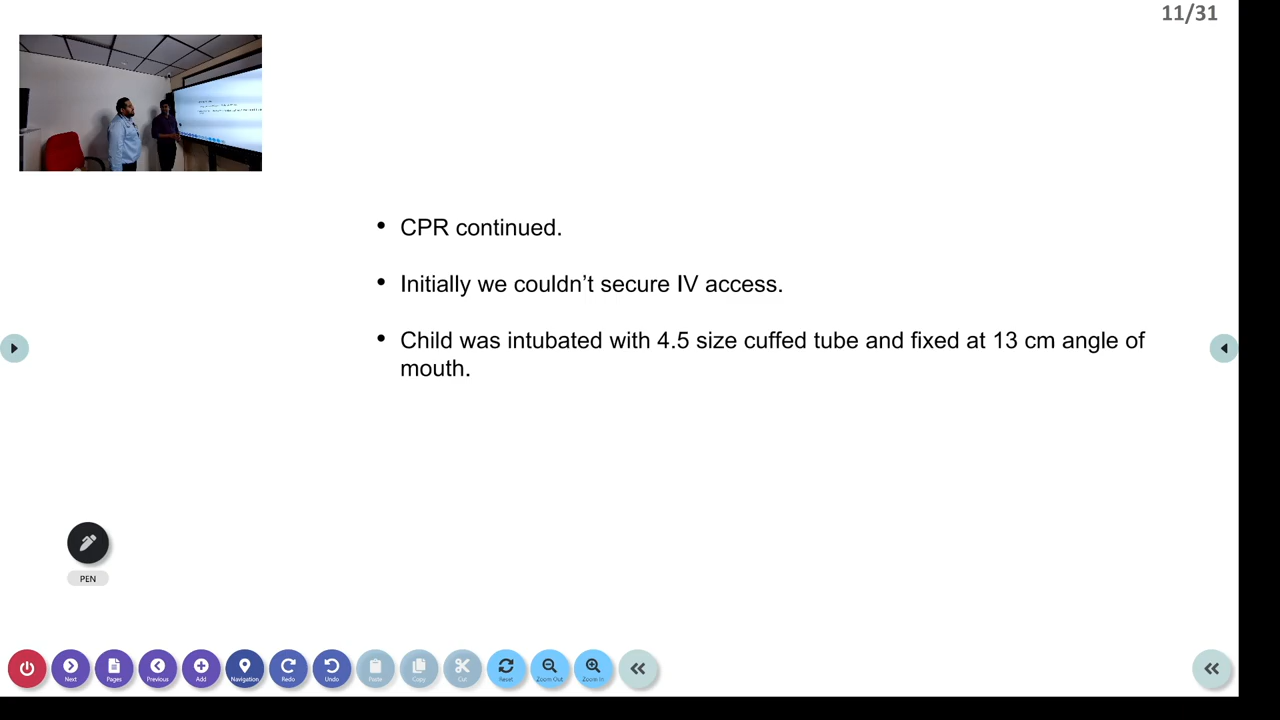 11/31
• CPR continued.
• Initially we couldn’t secure IV access.
• Child was intubated with 4.5 size cuffed tube and fixed at 13 cm angle of
mouth.
PEN
Next
Pages
Previous
Add
Navigation
Redo
Undo
Paste
Copy
Cut
Reset
Zoom Out
Zoom In